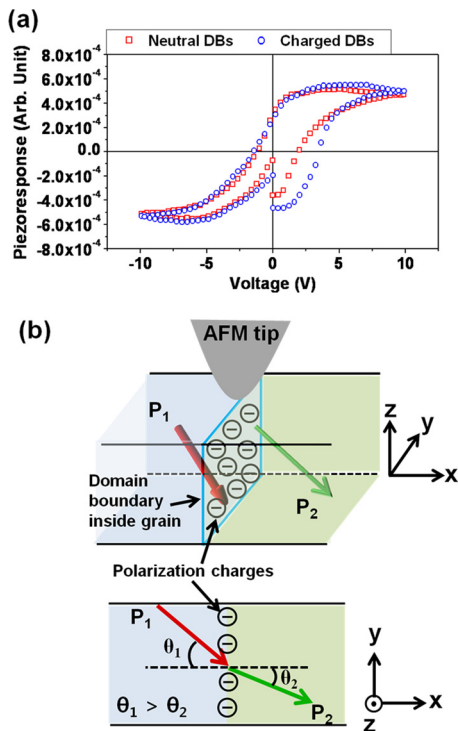 (a)
Neutral DBs Charged DBs
Piezoresponse (Arb. Unit)
8.0x10⁻⁴
6.0x10⁻⁴
4.0x10⁻⁴
2.0x10⁻⁴
0.0
-2.0x10⁻⁴
-4.0x10⁻⁴
-6.0x10⁻⁴
-8.0x10⁻⁴
-10 -5 0 5 10
Voltage (V)
(b)
AFM tip
P₁
z
y
x
Domain
boundary
inside grain
P₂
Polarization charges
P₁
θ₁
θ₂
y
x
z
θ₁ > θ₂
P₂